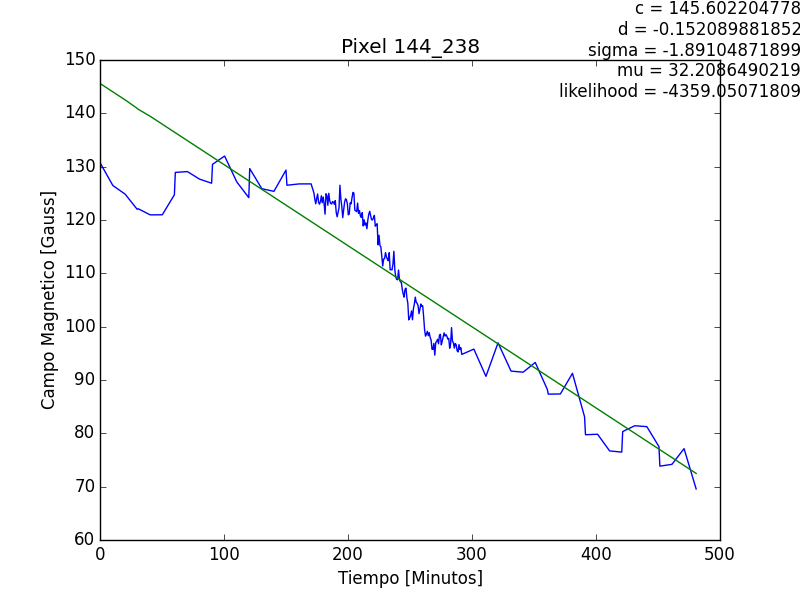 c = 145.602204778
d = -0.152089881852
Pixel 144_238
sigma = -1.89104871899
mu = 32.2086490219
likelihood = -4359.05071809
150
140
130
120
110
100
90
80
70
60
Campo Magnetico [Gauss]
0 100 200 300 400 500
Tiempo [Minutos]